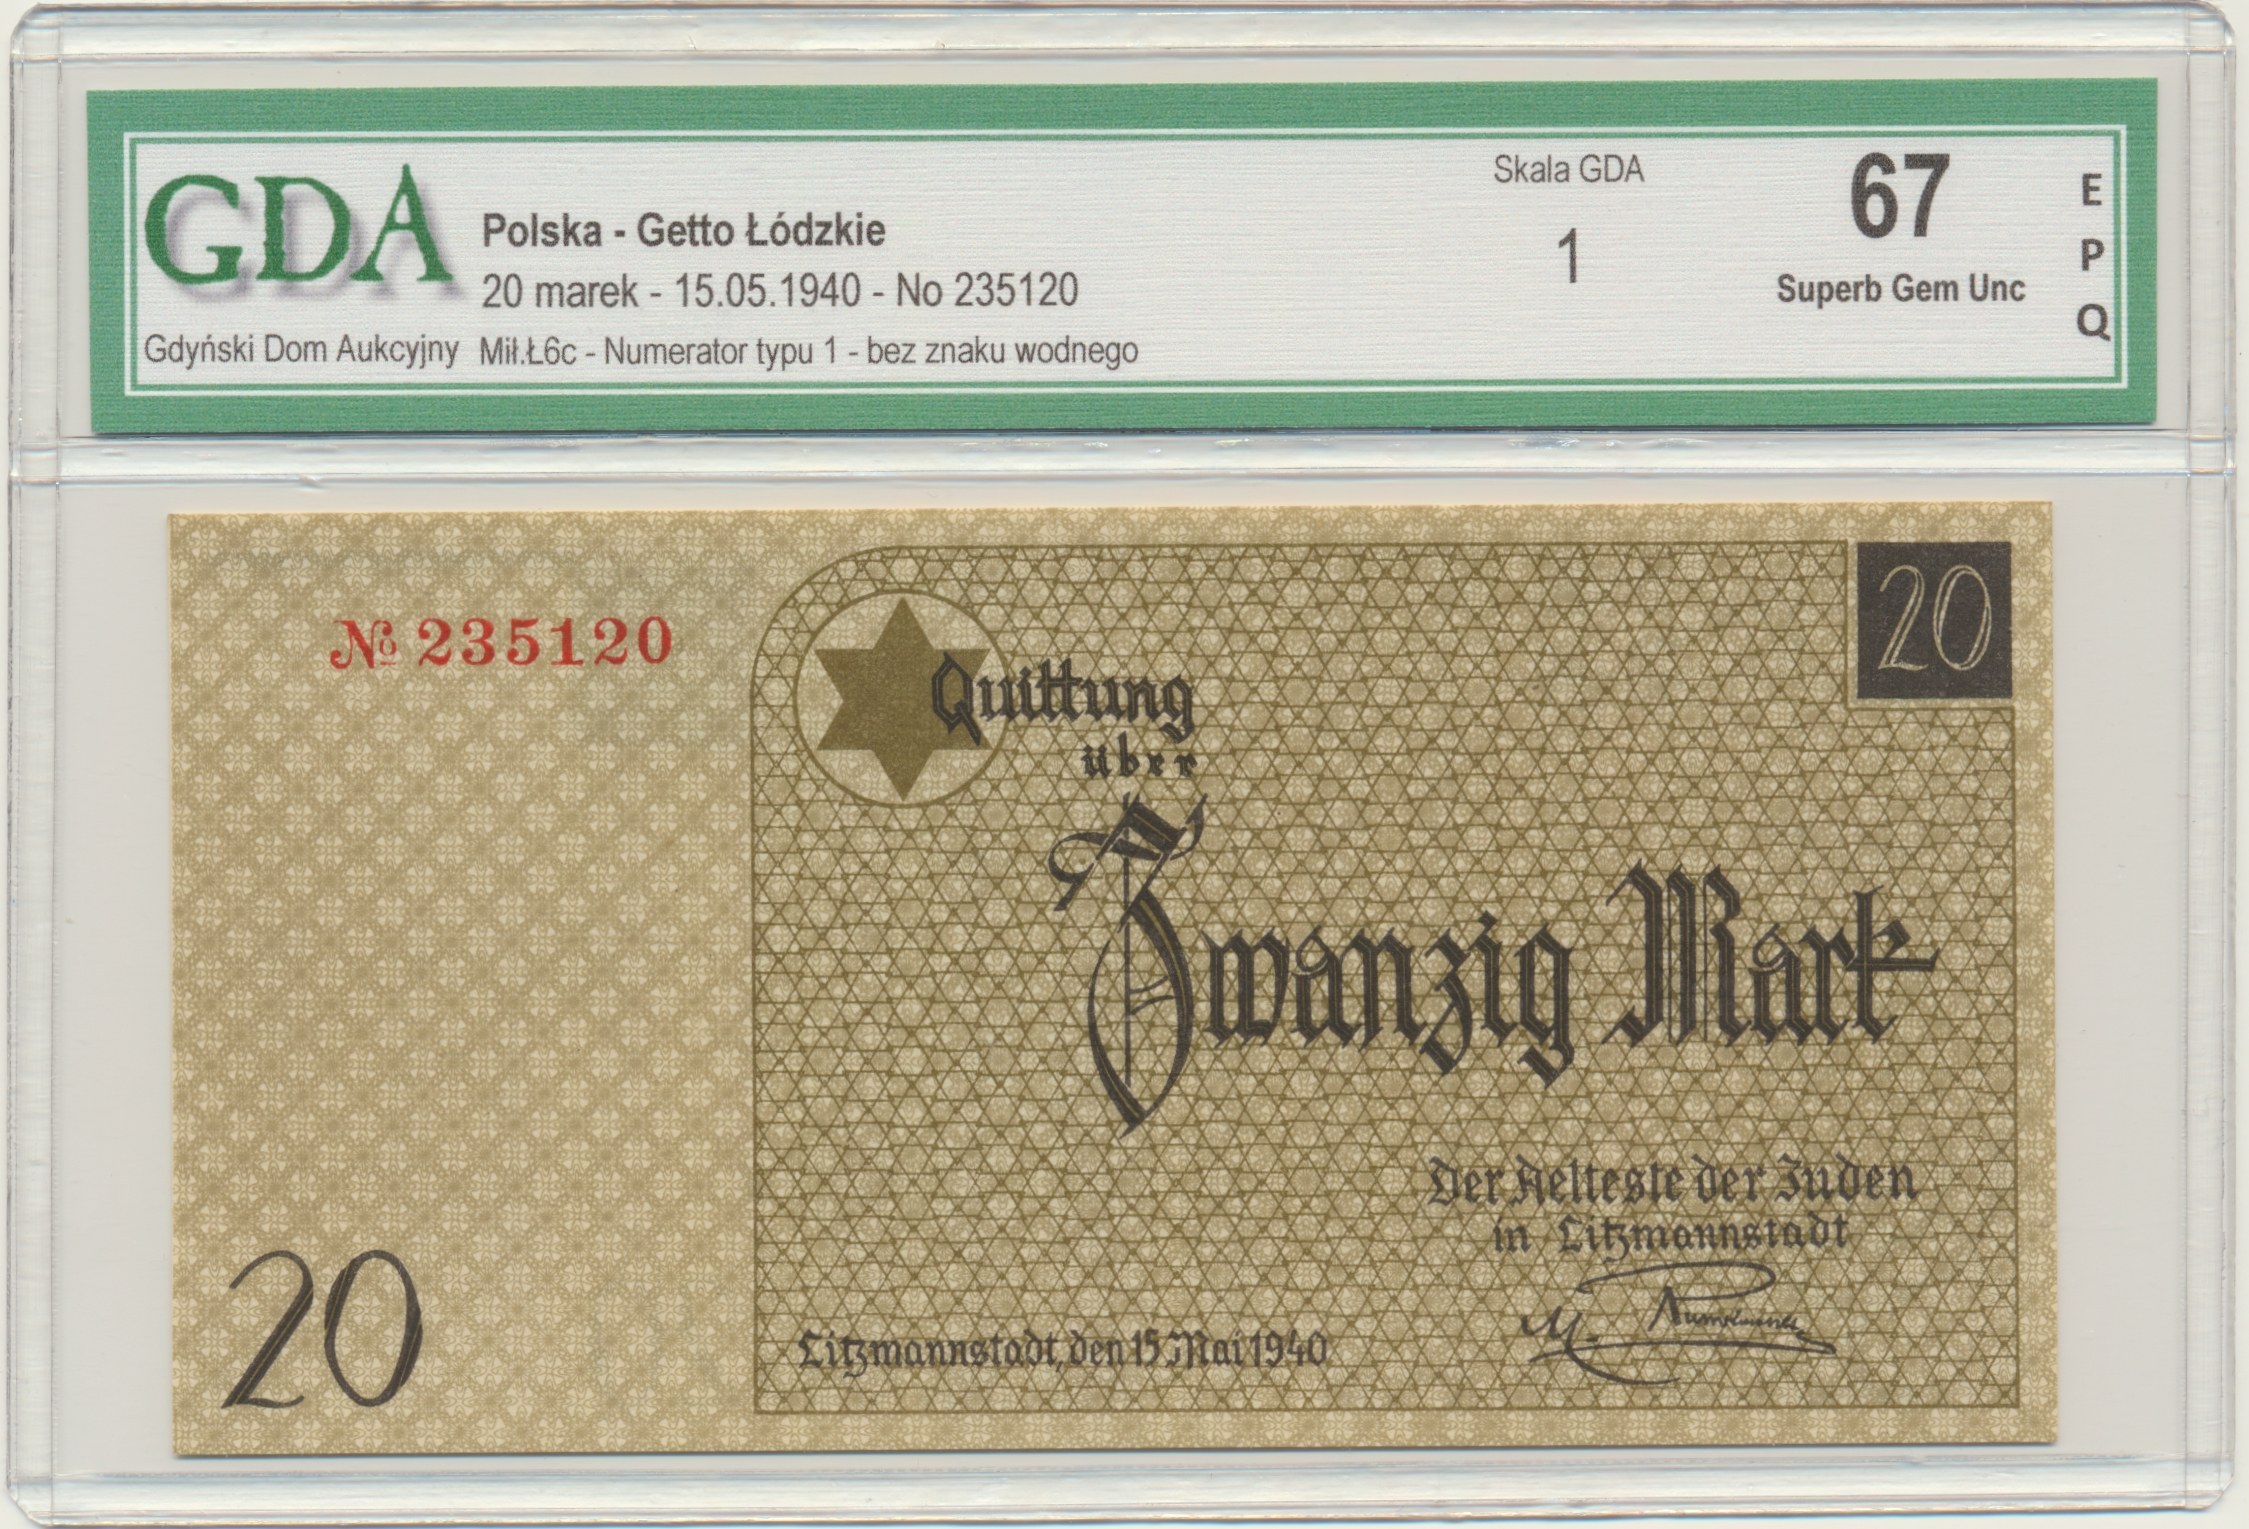 GDA
Gdyński Dom Aukcyjny
Polska - Getto Łódzkie
20 marek - 15.05.1940 - No 235120
Mił.Ł6c - Numerator typu 1 - bez znaku wodnego
Skala GDA
1
67
Superb Gem Unc
EPQ
№ 235120
20
Quittung
über
Zwanzig Mark
Der Aelteste der Juden
in Litzmannstadt
M. Rumkowski
Litzmannstadt, den 15. Mai 1940
20